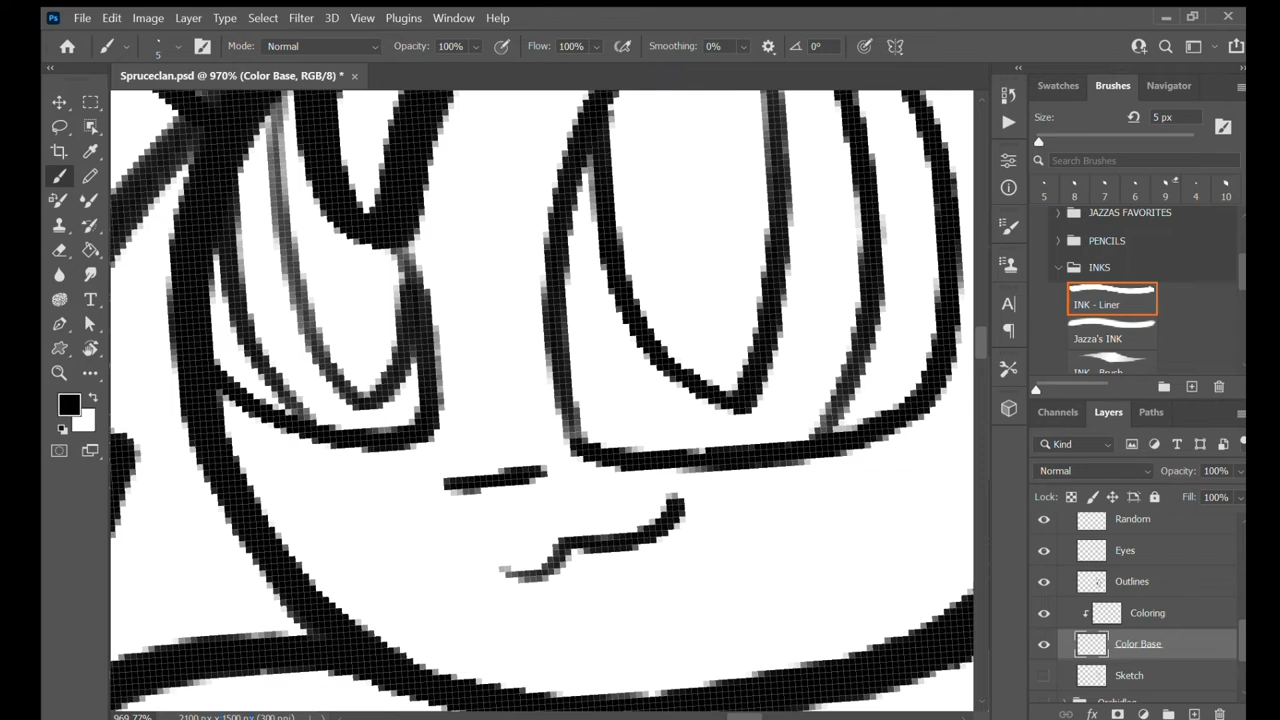 Ps File Edit Image Layer Type Select Filter 3D View Plugins Window Help
5 Mode: Normal Opacity: 100% Flow: 100% Smoothing: 0% 0°
Spruceclan.psd @ 970% (Color Base, RGB/8) *
Swatches Brushes Navigator
Size: 5 px
Search Brushes
5 8 7 6 9 4 10
JAZZAS FAVORITES
PENCILS
INKS
INK - Liner
Jazza's INK
INK - Brush
Channels Layers Paths
Kind
Normal Opacity: 100%
Lock: Fill: 100%
Random
Eyes
Outlines
Coloring
Color Base
Sketch
969.77% 2100 px x 1500 px (300 ppi)